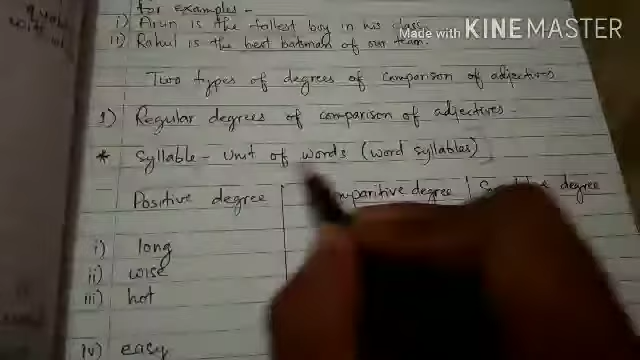 for examples -
i) Arun is the tallest boy in his class.
ii) Rahul is the best batsman of our team.
Made with KINEMASTER
Two types of degrees of comparison of adjectives
1) Regular degrees of comparison of adjectives.
* Syllable - Unit of words (word syllables)
Positive degree degree degree
i) long
ii) wise
iii) hot
iv) easy